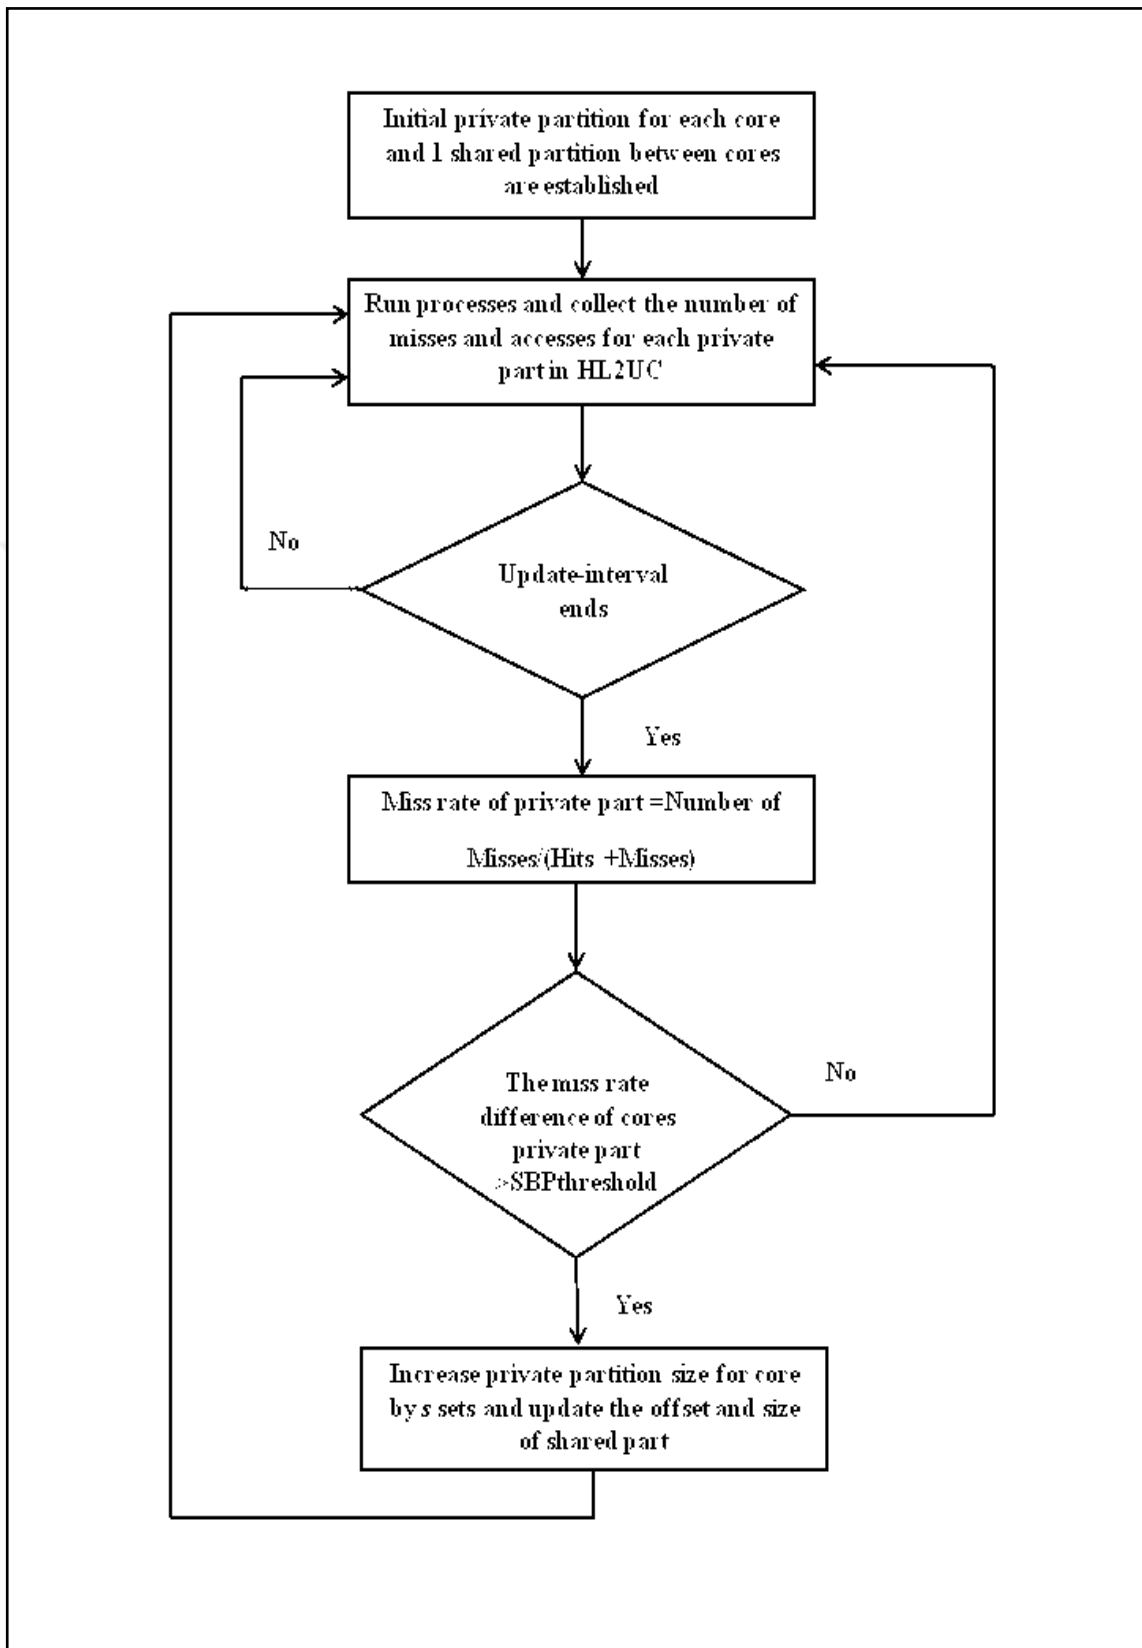 Initial private partition for each core
and 1 shared partition between cores
are established
Run processes and collect the number of
misses and accesses for each private
part in HL2UC
No
Update-interval
ends
Yes
Miss rate of private part =Number of
Misses/(Hits +Misses)
The miss rate
difference of cores
private part
>SBPthreshold
No
Yes
Increase private partition size for core
by s sets and update the offset and size
of shared part